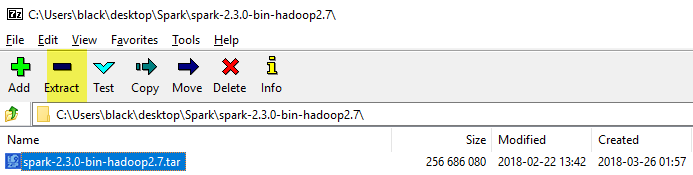 7z C:\Users\black\desktop\Spark\spark-2.3.0-bin-hadoop2.7\
File Edit View Favorites Tools Help
Add Extract Test Copy Move Delete Info
C:\Users\black\desktop\Spark\spark-2.3.0-bin-hadoop2.7\
Name Size Modified Created
spark-2.3.0-bin-hadoop2.7.tar 256 686 080 2018-02-22 13:42 2018-03-26 01:57